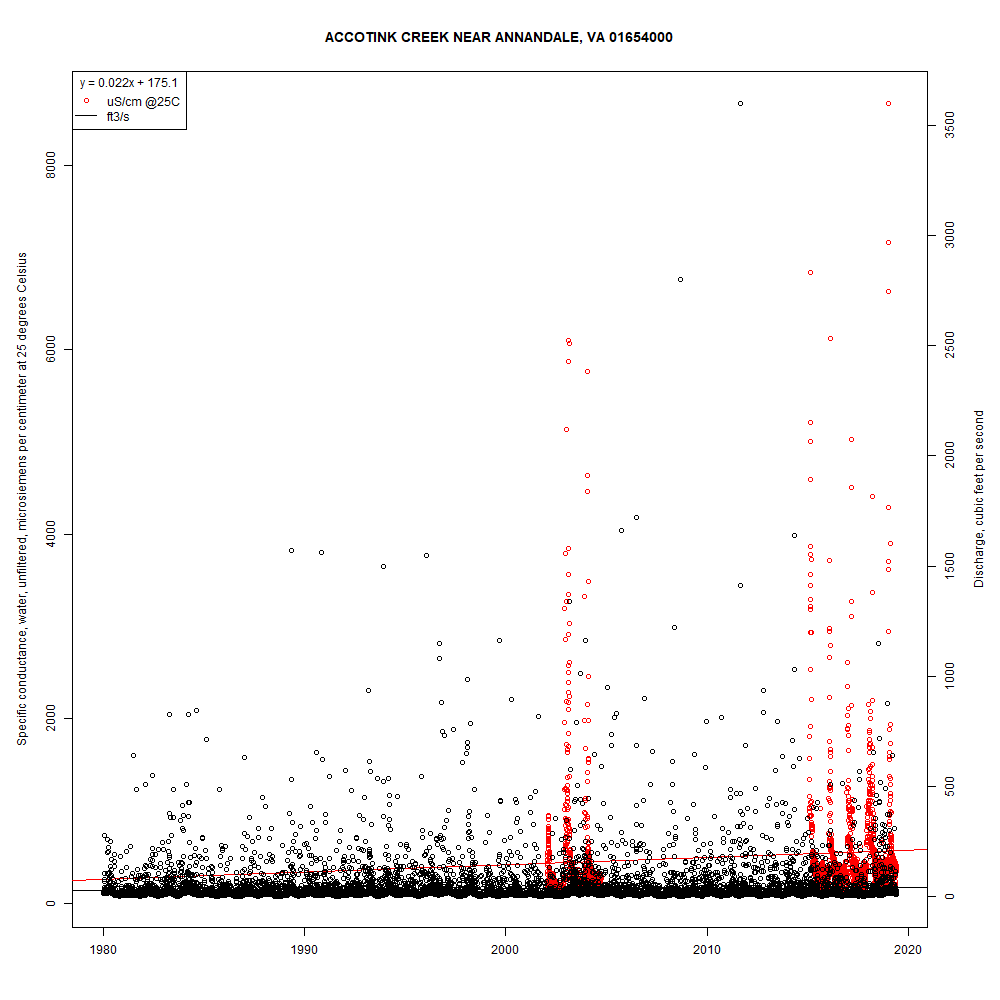 ACCOTINK CREEK NEAR ANNANDALE, VA 01654000
y = 0.022x + 175.1
uS/cm @25C
ft3/s
Specific conductance, water, unfiltered, microsiemens per centimeter at 25 degrees Celsius
8000
6000
4000
2000
0
3500
3000
2500
2000
1500
1000
500
0
Discharge, cubic feet per second
1980 1990 2000 2010 2020